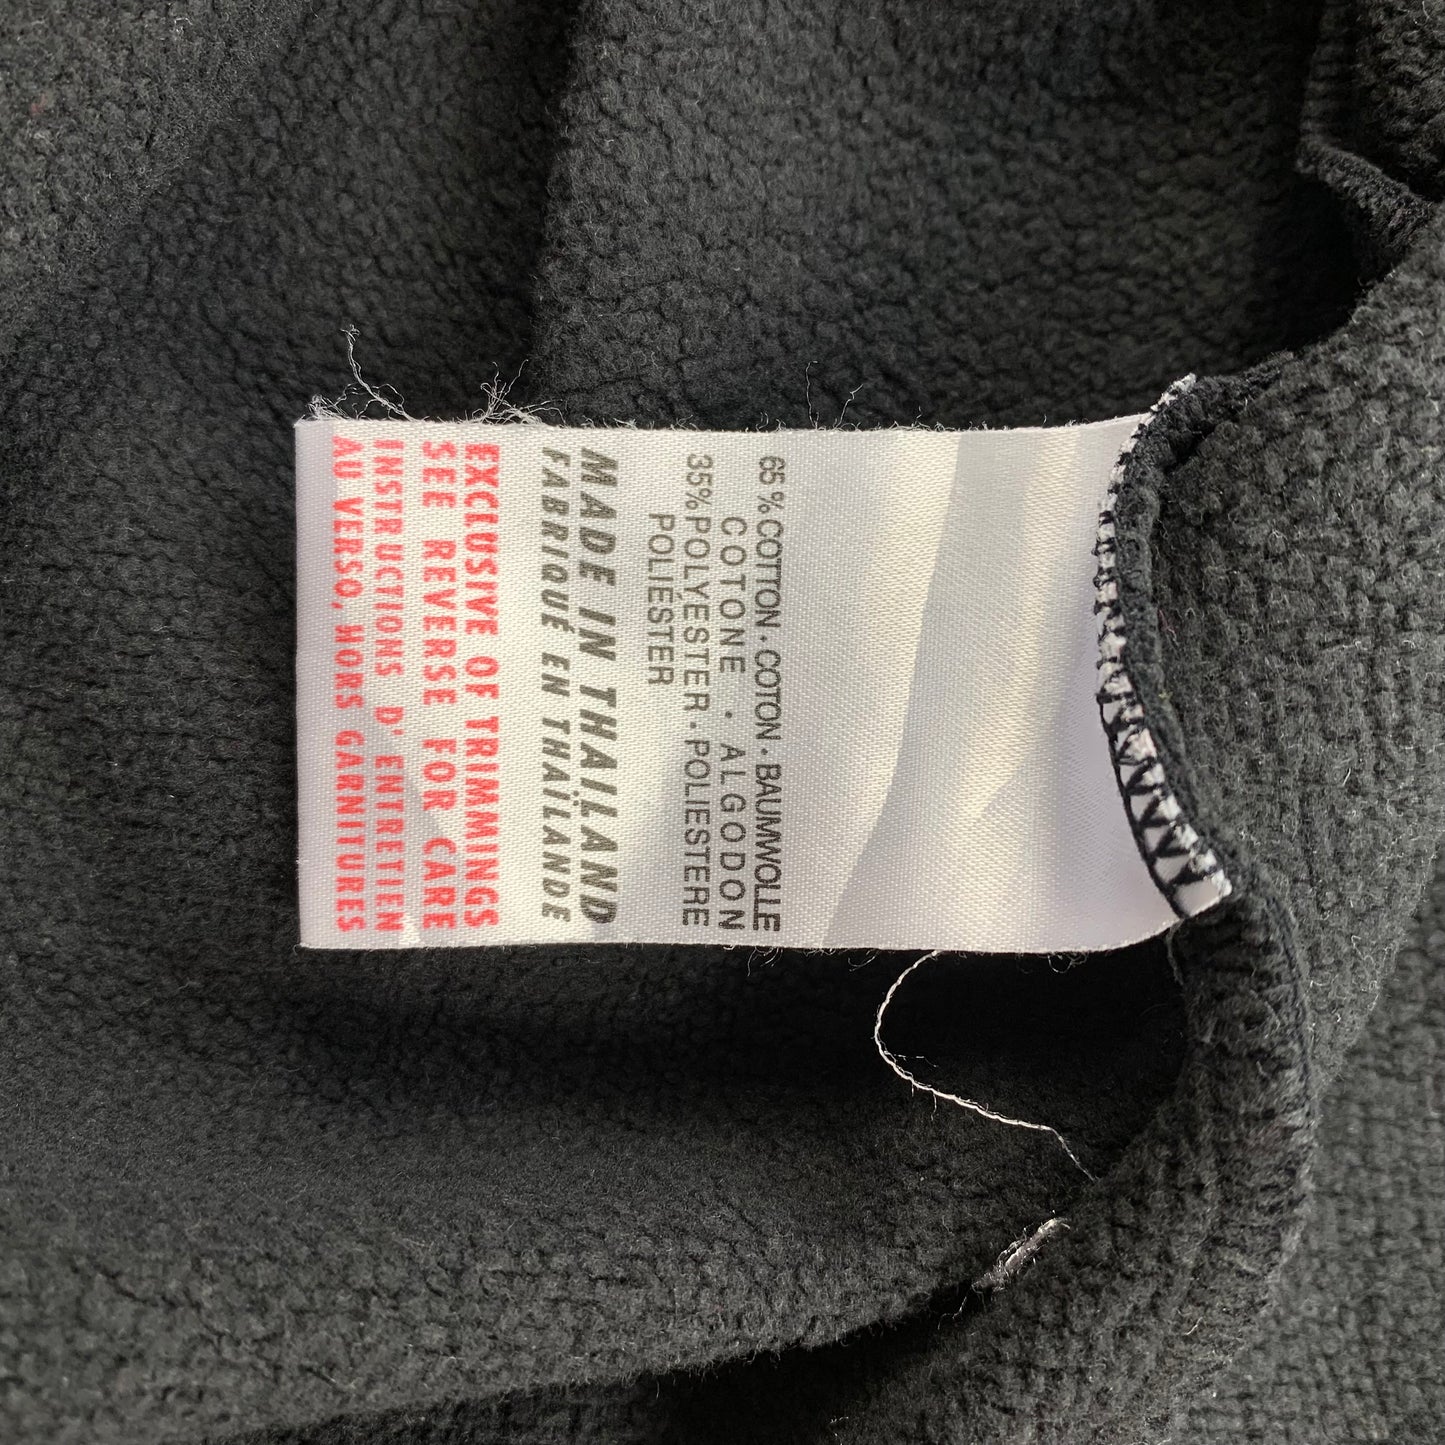 65%COTTON.COTON.BAUMWOLLE
COTONE · ALGODON
35%POLYESTER.POLIESTERE
POLIÉSTER
MADE IN THAILAND
FABRIQUÉ EN THAÏLANDE
EXCLUSIVE OF TRIMMINGS
SEE REVERSE FOR CARE
INSTRUCTIONS D'ENTRETIEN
AU VERSO, HORS GARNITURES